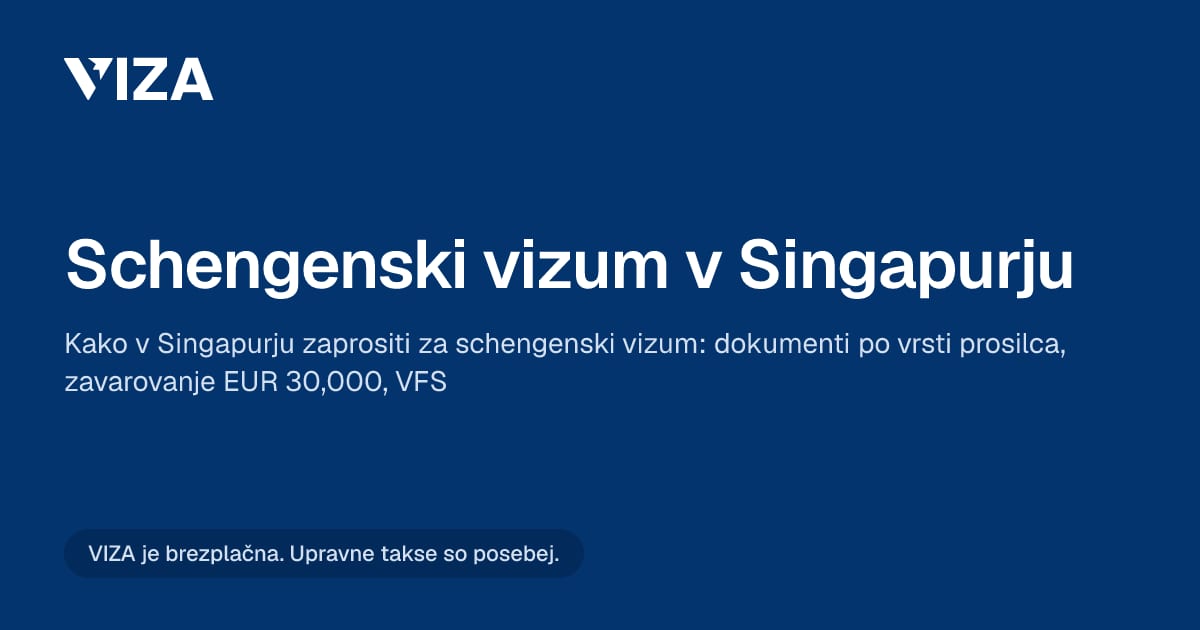 VIZA
Schengenski vizum v Singapurju
Kako v Singapurju zaprositi za schengenski vizum: dokumenti po vrsti prosilca,
zavarovanje EUR 30,000, VFS
VIZA je brezplačna. Upravne takse so posebej.